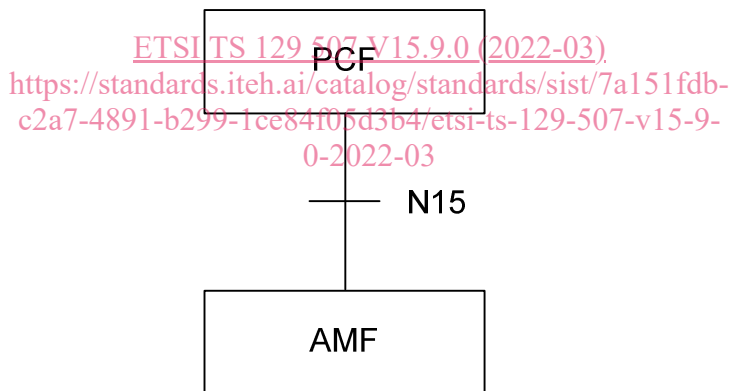 ETSI TS 129 507 V15.9.0 (2022-03)
PCF
https://standards.iteh.ai/catalog/standards/sist/7a151fdb-
c2a7-4891-b299-1ce84f05d3b4/etsi-ts-129-507-v15-9-
0-2022-03
N15
AMF